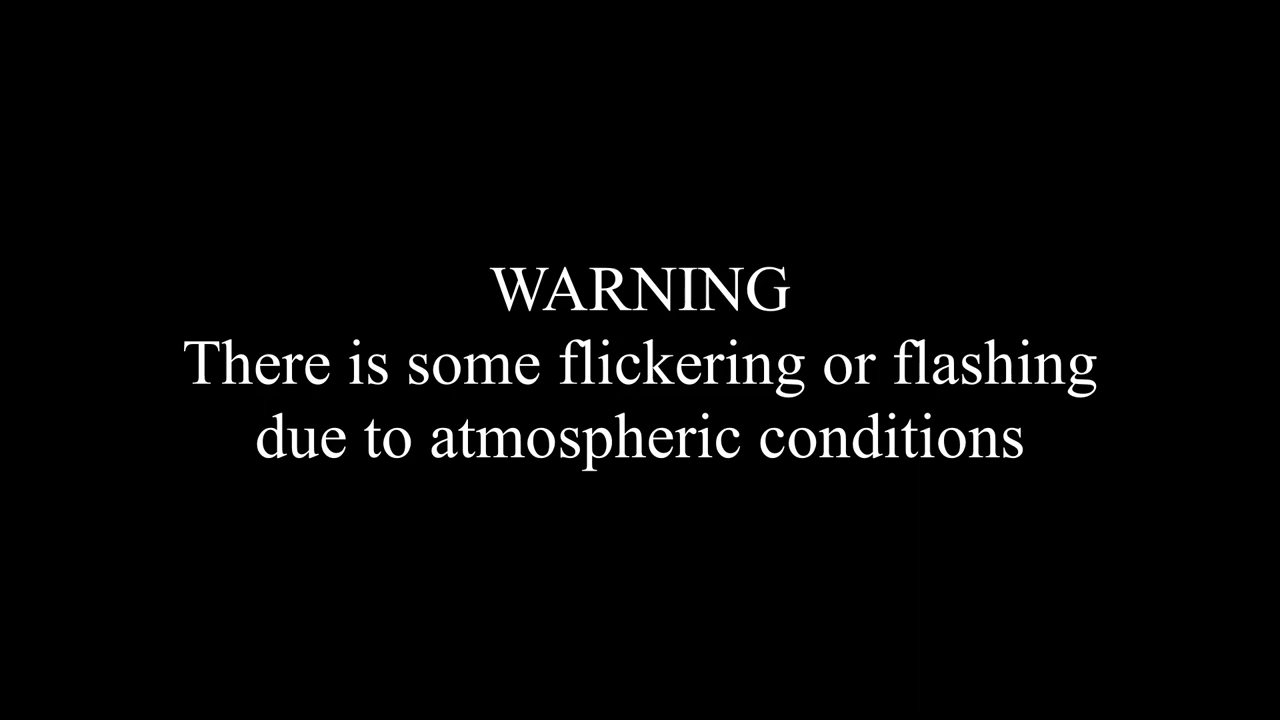 WARNING
There is some flickering or flashing
due to atmospheric conditions